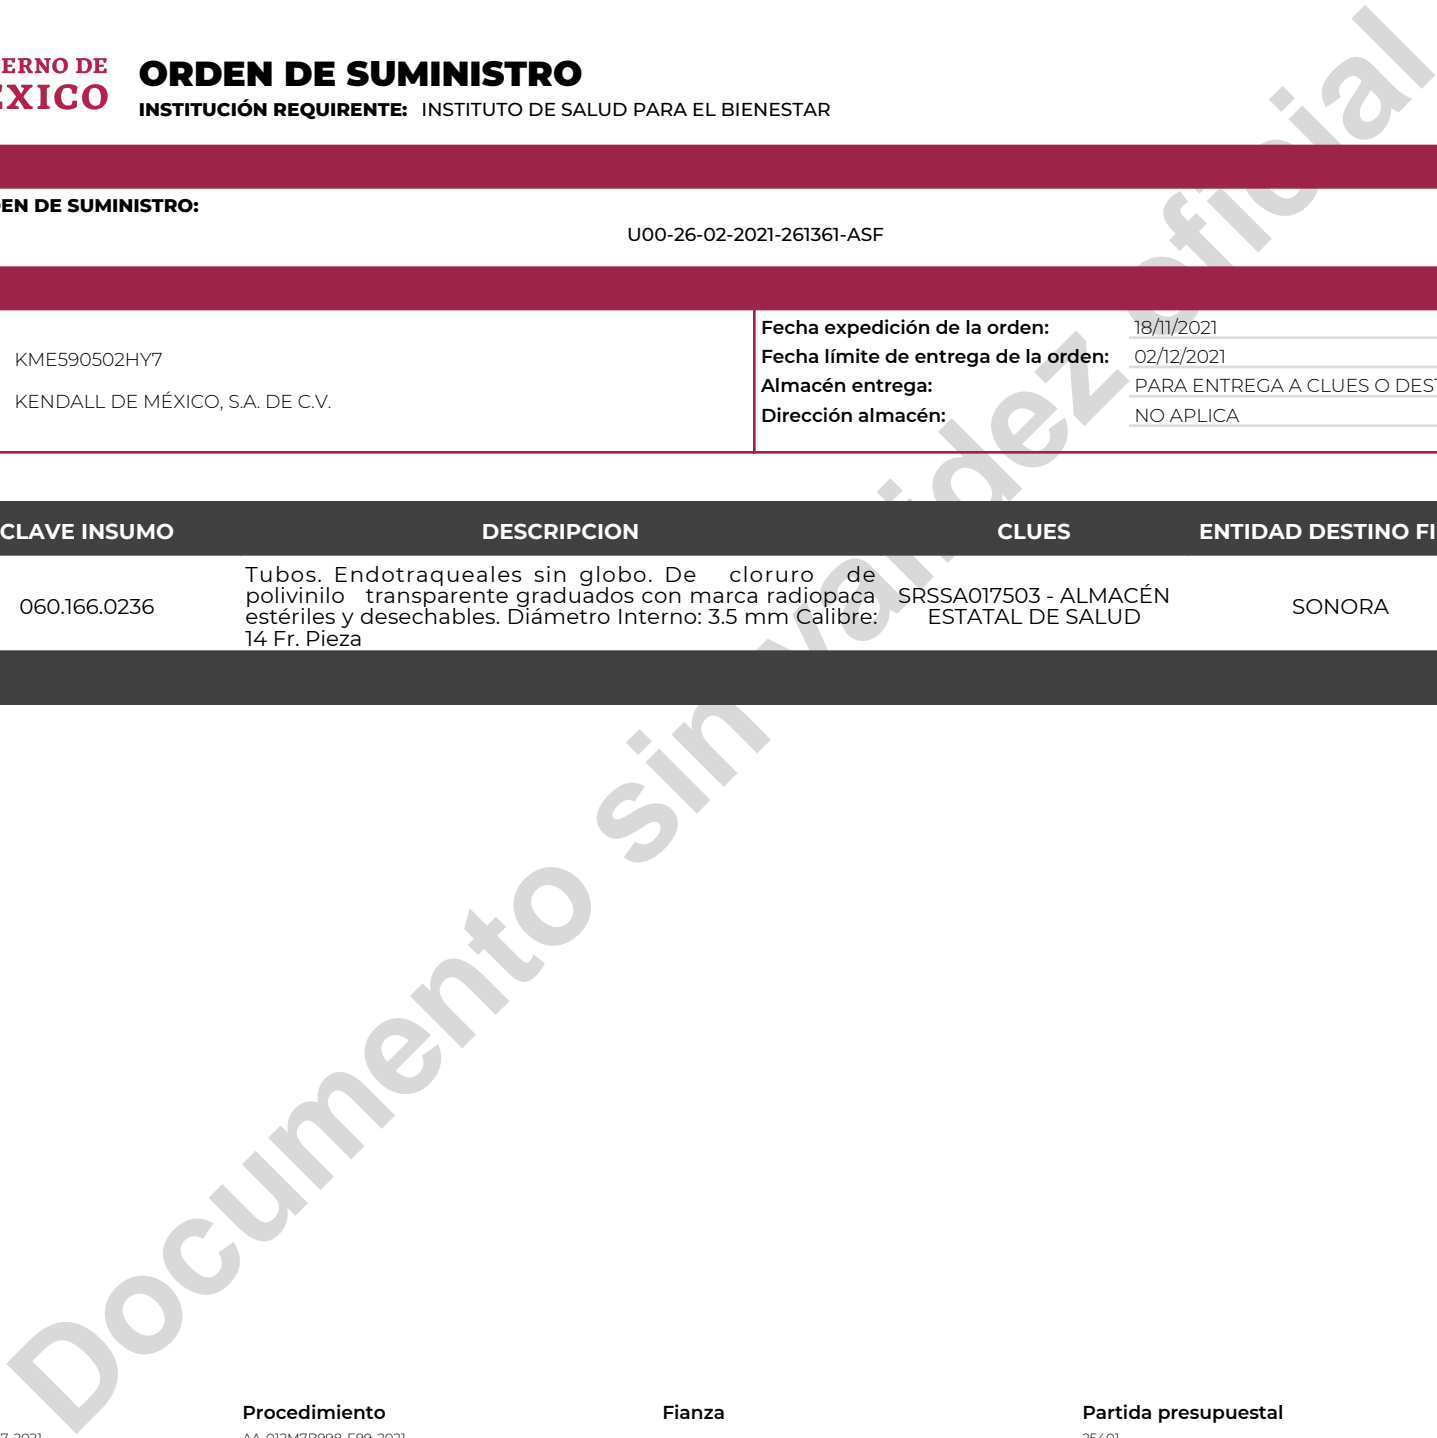 ERNO DE
ÉXICO
ORDEN DE SUMINISTRO
INSTITUCIÓN REQUIRENTE: INSTITUTO DE SALUD PARA EL BIENESTAR
EN DE SUMINISTRO:
U00-26-02-2021-261361-ASF
KME590502HY7
KENDALL DE MÉXICO, S.A. DE C.V.
Fecha expedición de la orden: 18/11/2021
Fecha límite de entrega de la orden: 02/12/2021
Almacén entrega: PARA ENTREGA A CLUES O DEST
Dirección almacén: NO APLICA
CLAVE INSUMO DESCRIPCION CLUES ENTIDAD DESTINO FI
060.166.0236
Tubos. Endotraqueales sin globo. De cloruro de
polivinilo transparente graduados con marca radiopaca
estériles y desechables. Diámetro Interno: 3.5 mm Calibre:
14 Fr. Pieza
SRSSA017503 - ALMACÉN
ESTATAL DE SALUD
SONORA
Documento sin validez oficial
Procedimiento Fianza Partida presupuestal